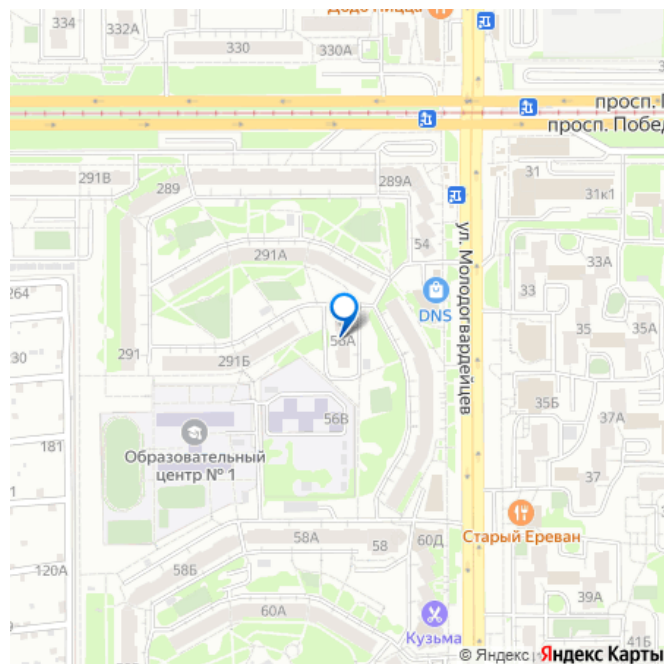 Додо Пицца
334
332А
330
330А
просп. П
просп. Побед
291В
289
289А
31
31к1
54
ул. Молодогвардейцев
291А
33А
33
264
DNS
35
35А
30
291
291Б
56А
35Б
56В
37А
181
Образовательный
центр № 1
37
Старый Ереван
58А
58
60Д
120А
58Б
39А
60А
Кузьма
41Б
© Яндекс
Яндекс Карты